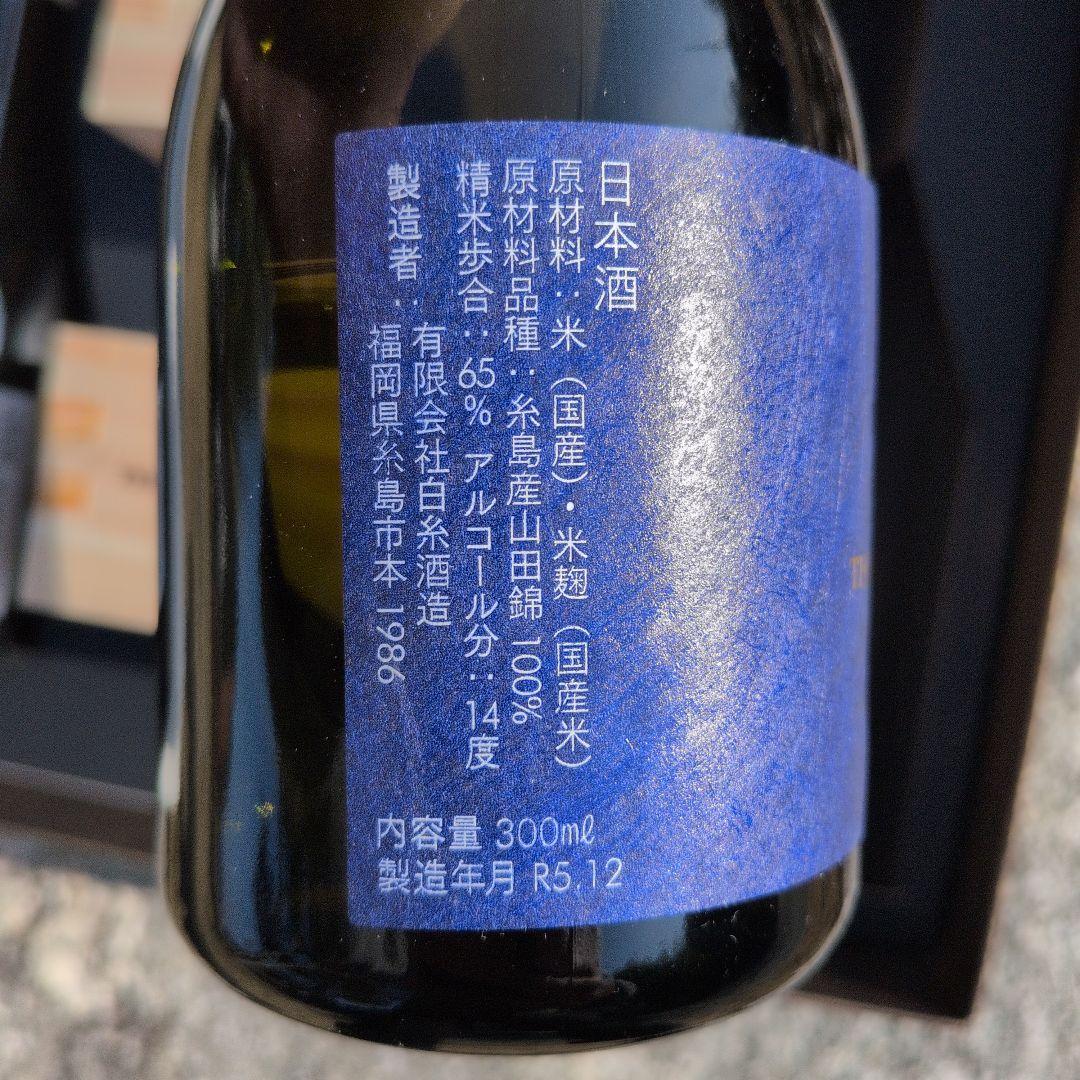 日本酒
原材料：米（国産）・米麹（国産米）
原材料品種：糸島産山田錦 100%
精米歩合：65% アルコール分：14度
製造者：有限会社白糸酒造
福岡県糸島市本 1986
内容量 300ml
製造年月 R5.12